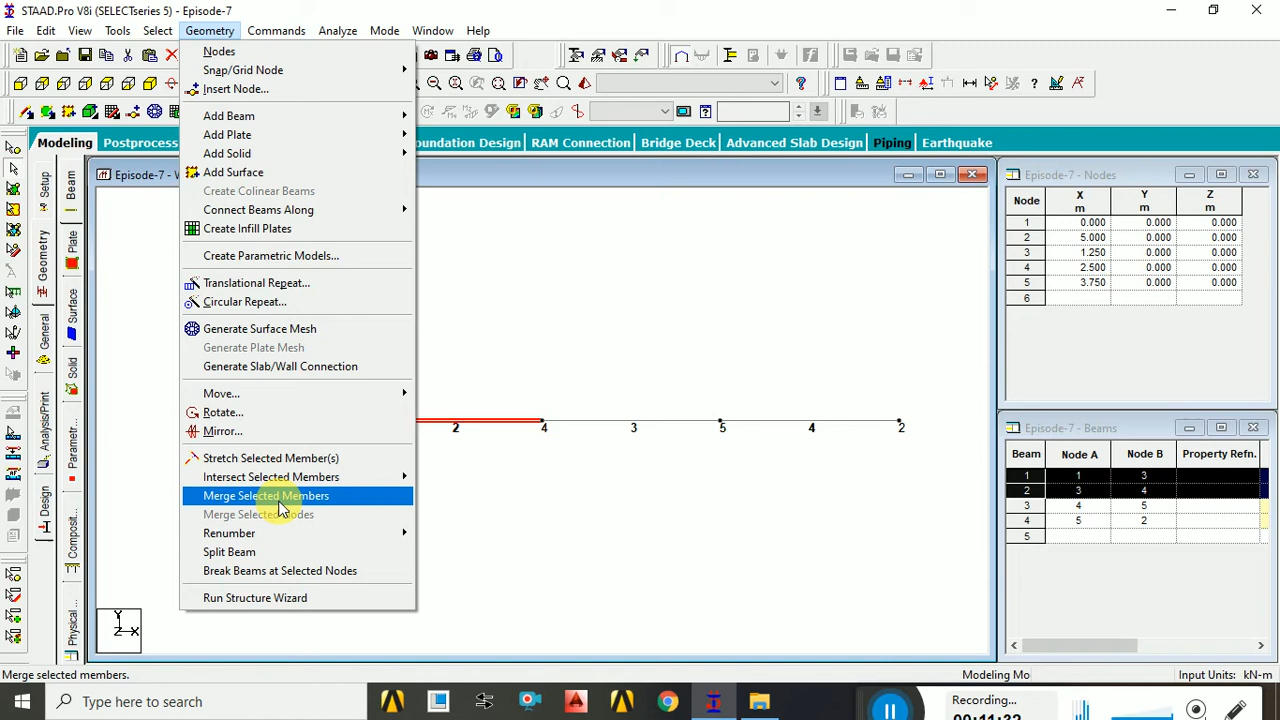 STAAD.Pro V8i (SELECTseries 5) - Episode-7
File Edit View Tools Select Geometry Commands Analyze Mode Window Help
Nodes
Snap/Grid Node
Insert Node...
Add Beam
Add Plate
Add Solid
Add Surface
Create Colinear Beams
Connect Beams Along
Create Infill Plates
Create Parametric Models...
Translational Repeat...
Circular Repeat...
Generate Surface Mesh
Generate Plate Mesh
Generate Slab/Wall Connection
Move...
Rotate...
Mirror...
Stretch Selected Member(s)
Intersect Selected Members
Merge Selected Members
Merge Selected Nodes
Renumber
Split Beam
Break Beams at Selected Nodes
Run Structure Wizard
Modeling Postprocess oundation Design RAM Connection Bridge Deck Advanced Slab Design Piping Earthquake
Setup
Geometry
General
Analysis/Print
Design
Beam
Plate
Surface
Solid
Parametr...
Composit...
Physical...
Episode-7 - W
2 4 3 5 4 2
Y
Z X
Episode-7 - Nodes
Node X m Y m Z m
1 0.000 0.000 0.000
2 5.000 0.000 0.000
3 1.250 0.000 0.000
4 2.500 0.000 0.000
5 3.750 0.000 0.000
6
Episode-7 - Beams
Beam Node A Node B Property Refn.
1 1 3
2 3 4
3 4 5
4 5 2
5
Merge selected members.
Modeling Mo
Input Units: kN-m
Type here to search
Recording...
00:11:32